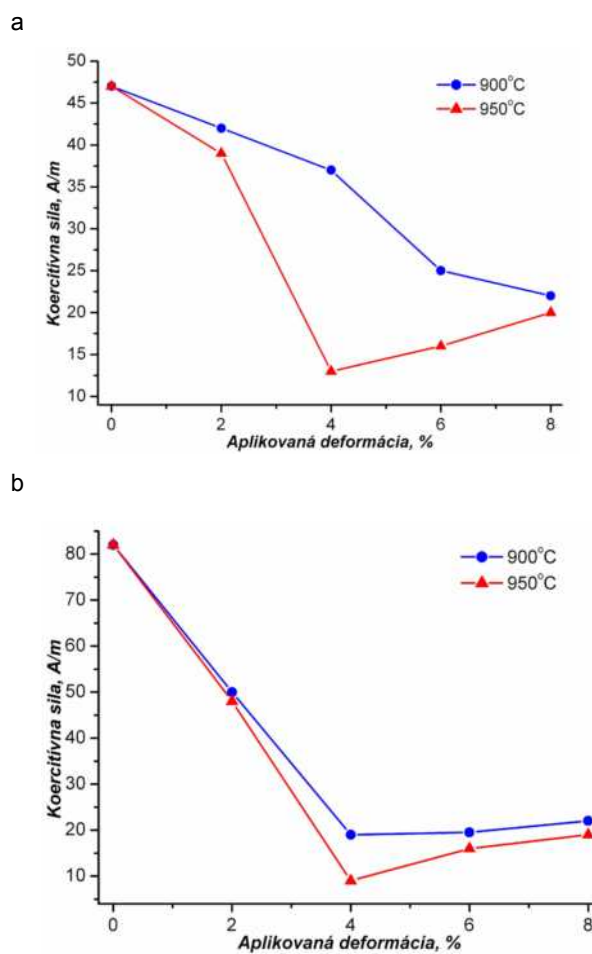 a
Koercitívna sila, A/m
50
45
40
35
30
25
20
15
10
900°C
950°C
0 2 4 6 8
Aplikovaná deformácia, %
b
Koercitívna sila, A/m
80
70
60
50
40
30
20
10
900°C
950°C
0 2 4 6 8
Aplikovaná deformácia, %